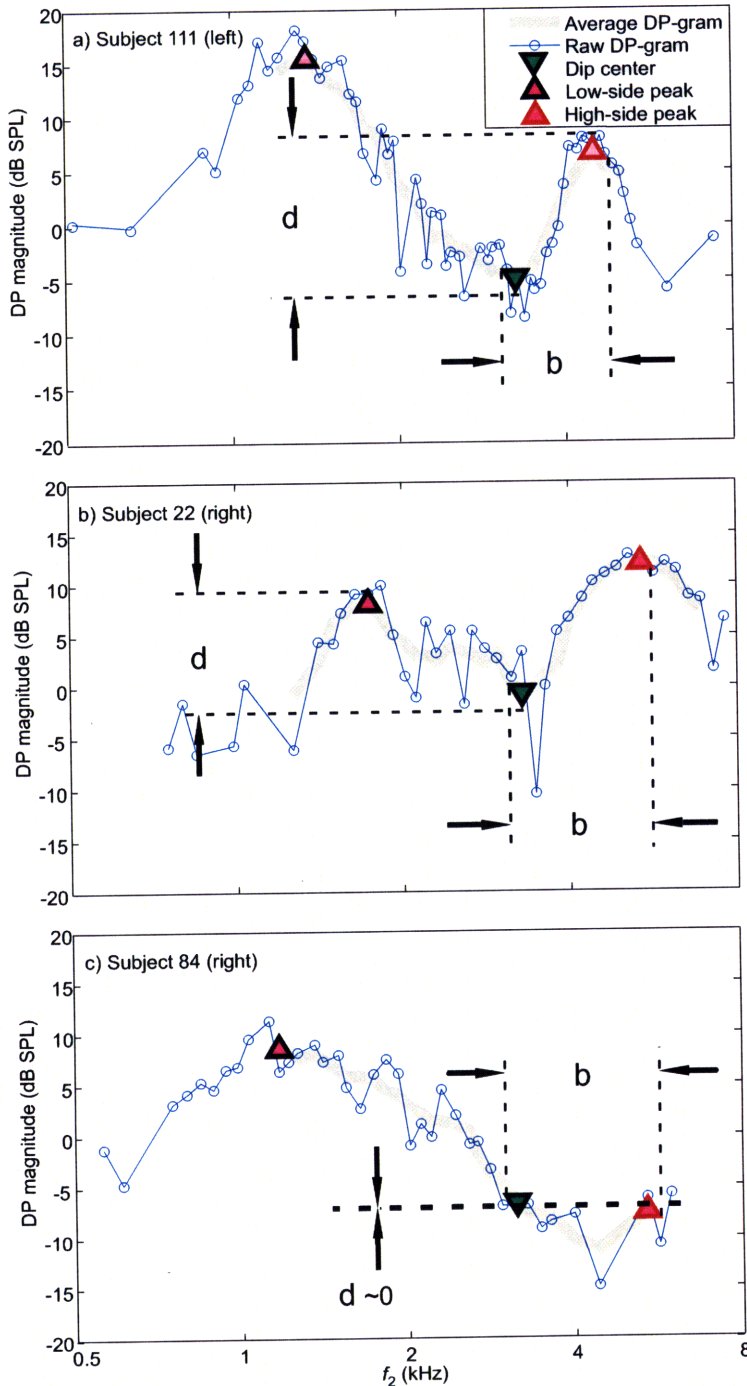 a) Subject 111 (left)
Average DP-gram
Raw DP-gram
Dip center
Low-side peak
High-side peak
DP magnitude (dB SPL)
20
15
10
5
0
-5
-10
-15
-20
d
b
b) Subject 22 (right)
DP magnitude (dB SPL)
20
15
10
5
0
-5
-10
-15
-20
d
b
c) Subject 84 (right)
DP magnitude (dB SPL)
20
15
10
5
0
-5
-10
-15
-20
b
d ~0
0.5 1 2 4 8
f2 (kHz)